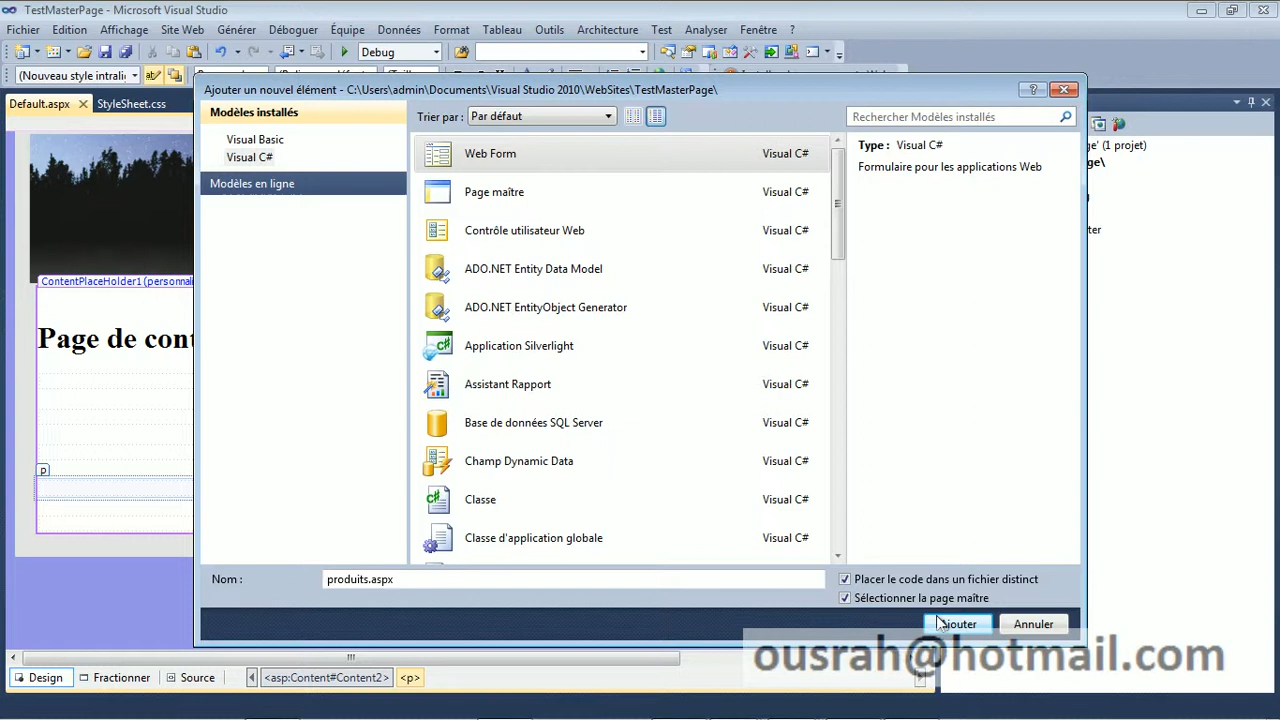 TestMasterPage - Microsoft Visual Studio
Fichier Edition Affichage Site Web Générer Déboguer Équipe Données Format Tableau Outils Architecture Test Analyser Fenêtre ?
Debug
(Nouveau style intralig
Default.aspx StyleSheet.css
Ajouter un nouvel élément - C:\Users\admin\Documents\Visual Studio 2010\WebSites\TestMasterPage\
Modèles installés
Visual Basic
Visual C#
Modèles en ligne
Trier par : Par défaut
Rechercher Modèles installés
Web Form Visual C#
Page maître Visual C#
Contrôle utilisateur Web Visual C#
ADO.NET Entity Data Model Visual C#
ADO.NET EntityObject Generator Visual C#
Application Silverlight Visual C#
Assistant Rapport Visual C#
Base de données SQL Server Visual C#
Champ Dynamic Data Visual C#
Classe Visual C#
Classe d'application globale Visual C#
Type : Visual C#
Formulaire pour les applications Web
ge' (1 projet)
ge\
ter
ContentPlaceHolder1 (personnali
Page de cont
p
Nom : produits.aspx
Placer le code dans un fichier distinct
Sélectionner la page maître
Ajouter Annuler
Design Fractionner Source <asp:Content#Content2> <p>
ousrah@hotmail.com